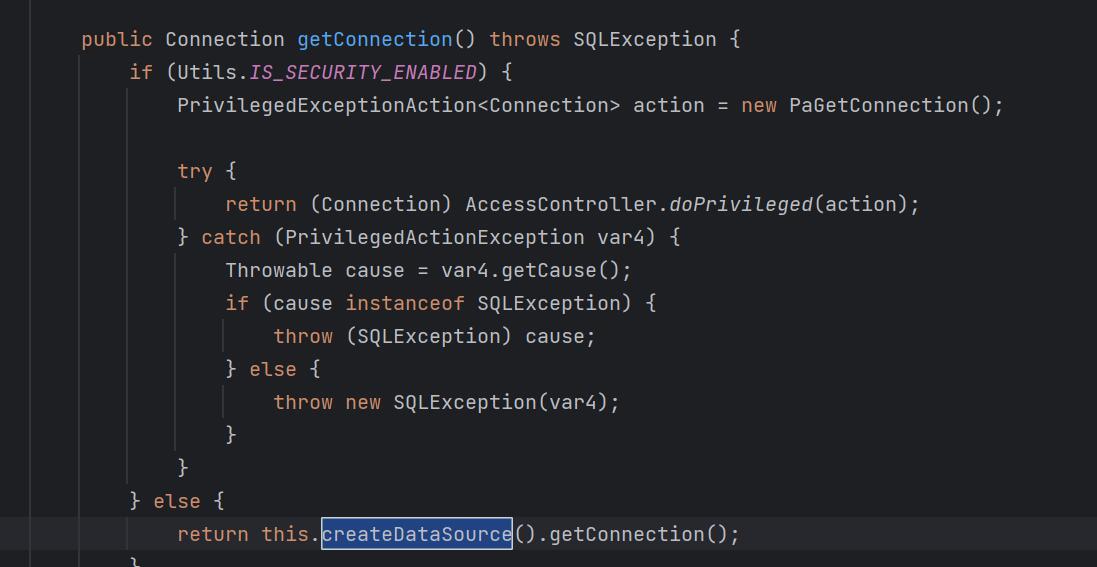 public Connection getConnection() throws SQLException {
if (Utils.IS_SECURITY_ENABLED) {
PrivilegedExceptionAction<Connection> action = new PaGetConnection();
try {
return (Connection) AccessController.doPrivileged(action);
} catch (PrivilegedActionException var4) {
Throwable cause = var4.getCause();
if (cause instanceof SQLException) {
throw (SQLException) cause;
} else {
throw new SQLException(var4);
}
}
} else {
return this.createDataSource().getConnection();
}